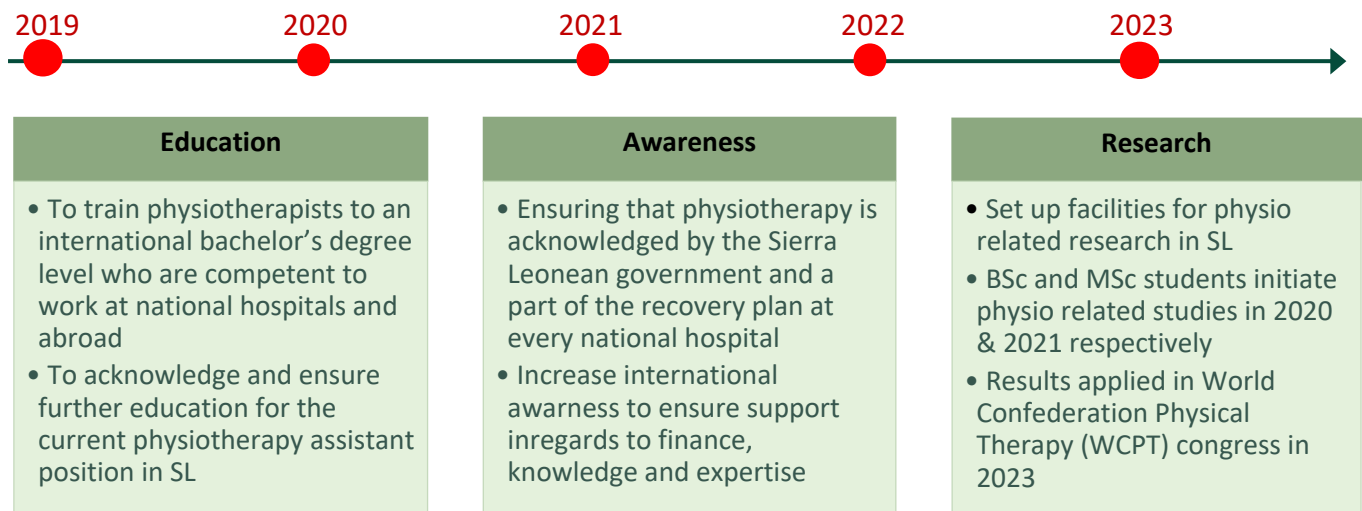 2019
2020
2021
2022
2023
Education
• To train physiotherapists to an
international bachelor’s degree
level who are competent to
work at national hospitals and
abroad
• To acknowledge and ensure
further education for the
current physiotherapy assistant
position in SL
Awareness
• Ensuring that physiotherapy is
acknowledged by the Sierra
Leonean government and a
part of the recovery plan at
every national hospital
• Increase international
awarness to ensure support
inregards to finance,
knowledge and expertise
Research
• Set up facilities for physio
related research in SL
• BSc and MSc students initiate
physio related studies in 2020
& 2021 respectively
• Results applied in World
Confederation Physical
Therapy (WCPT) congress in
2023